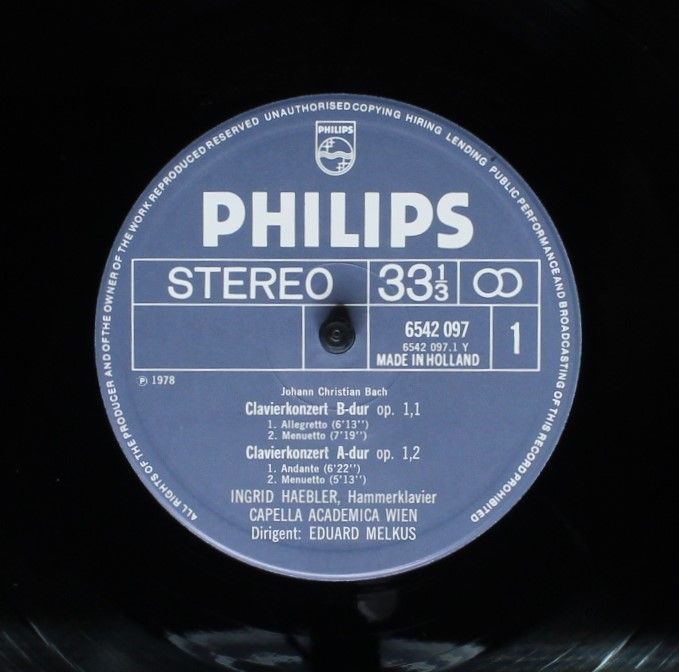 ALL RIGHTS OF THE PRODUCER AND OF THE OWNER OF THE WORK REPRODUCED RESERVED UNAUTHORISED COPYING HIRING LENDING PUBLIC PERFORMANCE AND BROADCASTING OF THIS RECORD PROHIBITED
PHILIPS
PHILIPS
STEREO 33 1/3
6542 097
6542 097.1 Y
MADE IN HOLLAND
1
Ⓟ 1978
Johann Christian Bach
Clavierkonzert B-dur op. 1,1
1. Allegretto (6'13'')
2. Menuetto (7'19'')
Clavierkonzert A-dur op. 1,2
1. Andante (6'22'')
2. Menuetto (5'13'')
INGRID HAEBLER, Hammerklavier
CAPELLA ACADEMICA WIEN
Dirigent: EDUARD MELKUS